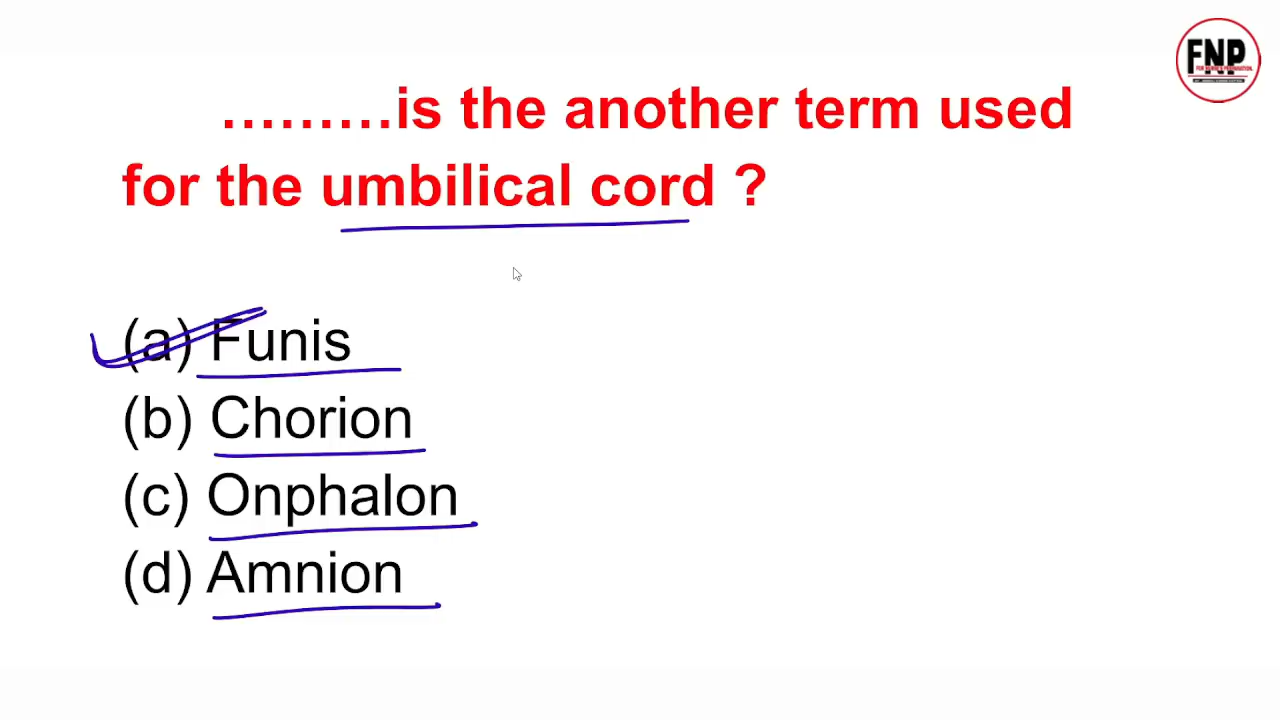 FNP
………is the another term used
for the umbilical cord ?
(a) Funis
(b) Chorion
(c) Onphalon
(d) Amnion